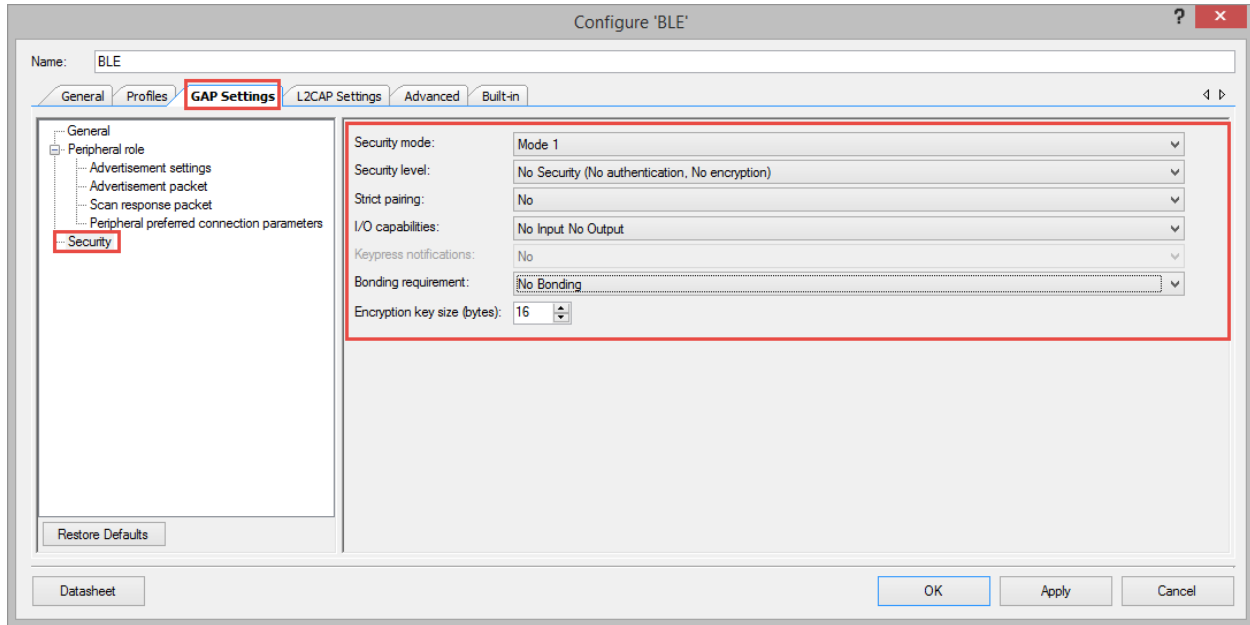 Configure 'BLE'
?
Name: BLE
General Profiles GAP Settings L2CAP Settings Advanced Built-in
General
Peripheral role
Advertisement settings
Advertisement packet
Scan response packet
Peripheral preferred connection parameters
Security
Security mode: Mode 1
Security level: No Security (No authentication, No encryption)
Strict pairing: No
I/O capabilities: No Input No Output
Keypress notifications: No
Bonding requirement: No Bonding
Encryption key size (bytes): 16
Restore Defaults
Datasheet OK Apply Cancel